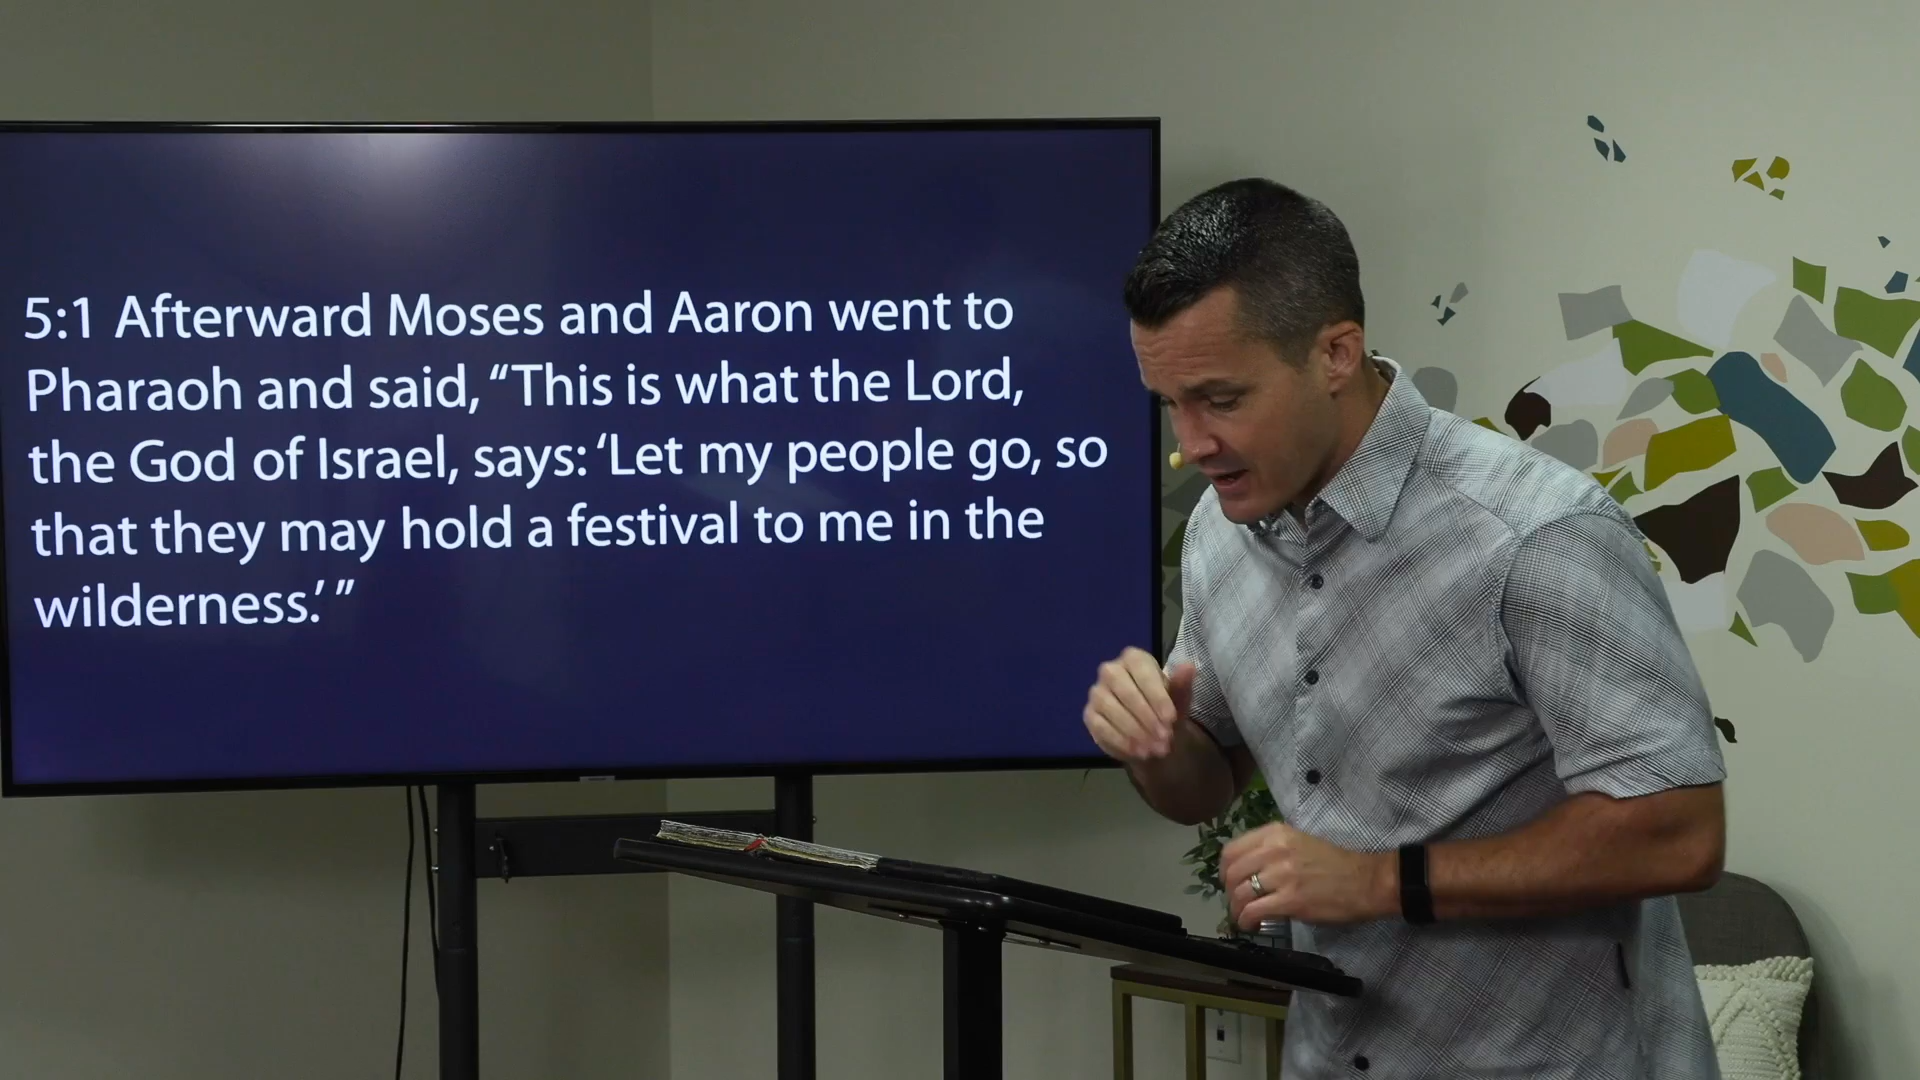 5:1 Afterward Moses and Aaron went to
Pharaoh and said, “This is what the Lord,
the God of Israel, says: ‘Let my people go, so
that they may hold a festival to me in the
wilderness.’ ”